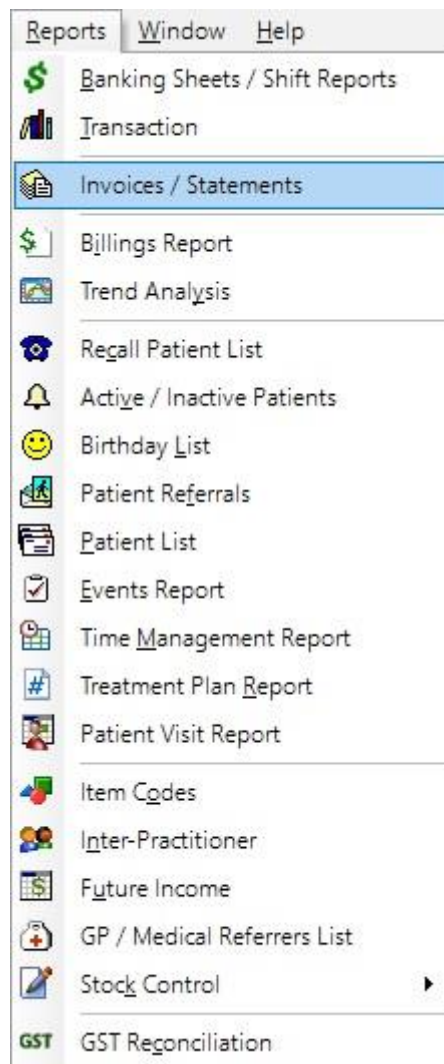 Reports Window Help
Banking Sheets / Shift Reports
Transaction
Invoices / Statements
$ Billings Report
Trend Analysis
Recall Patient List
Active / Inactive Patients
Birthday List
Patient Referrals
Patient List
Events Report
Time Management Report
# Treatment Plan Report
Patient Visit Report
Item Codes
Inter-Practitioner
Future Income
GP / Medical Referrers List
Stock Control
GST GST Reconciliation